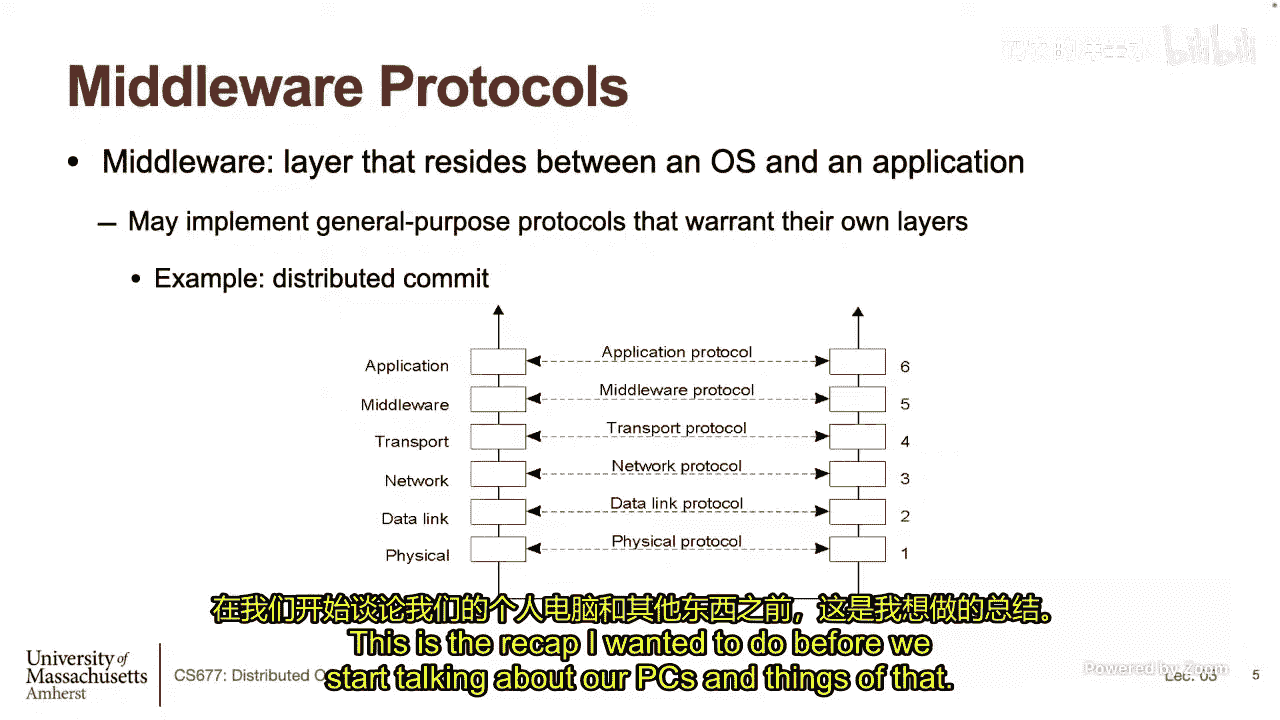 bilibili
Middleware Protocols
• Middleware: layer that resides between an OS and an application
– May implement general-purpose protocols that warrant their own layers
• Example: distributed commit
Application Application protocol 6
Middleware Middleware protocol 5
Transport Transport protocol 4
Network Network protocol 3
Data link Data link protocol 2
Physical Physical protocol 1
在我们开始谈论我们的个人电脑和其他东西之前，这是我想做的总结。
This is the recap I wanted to do before we
start talking about our PCs and things of that.
University of
Massachusetts
Amherst
CS677: Distributed
Powered by Zoom
Lec. 03 5